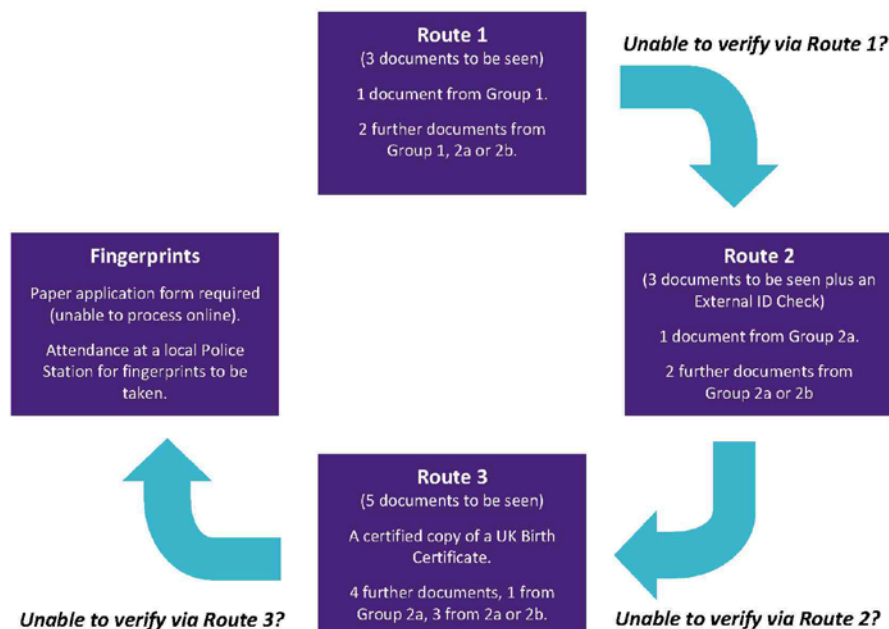 Route 1
(3 documents to be seen)
1 document from Group 1.
2 further documents from
Group 1, 2a or 2b.
Unable to verify via Route 1?
Route 2
(3 documents to be seen plus an
External ID Check)
1 document from Group 2a.
2 further documents from
Group 2a or 2b
Unable to verify via Route 2?
Route 3
(5 documents to be seen)
A certified copy of a UK Birth
Certificate.
4 further documents, 1 from
Group 2a, 3 from 2a or 2b.
Unable to verify via Route 3?
Fingerprints
Paper application form required
(unable to process online).
Attendance at a local Police
Station for fingerprints to be
taken.